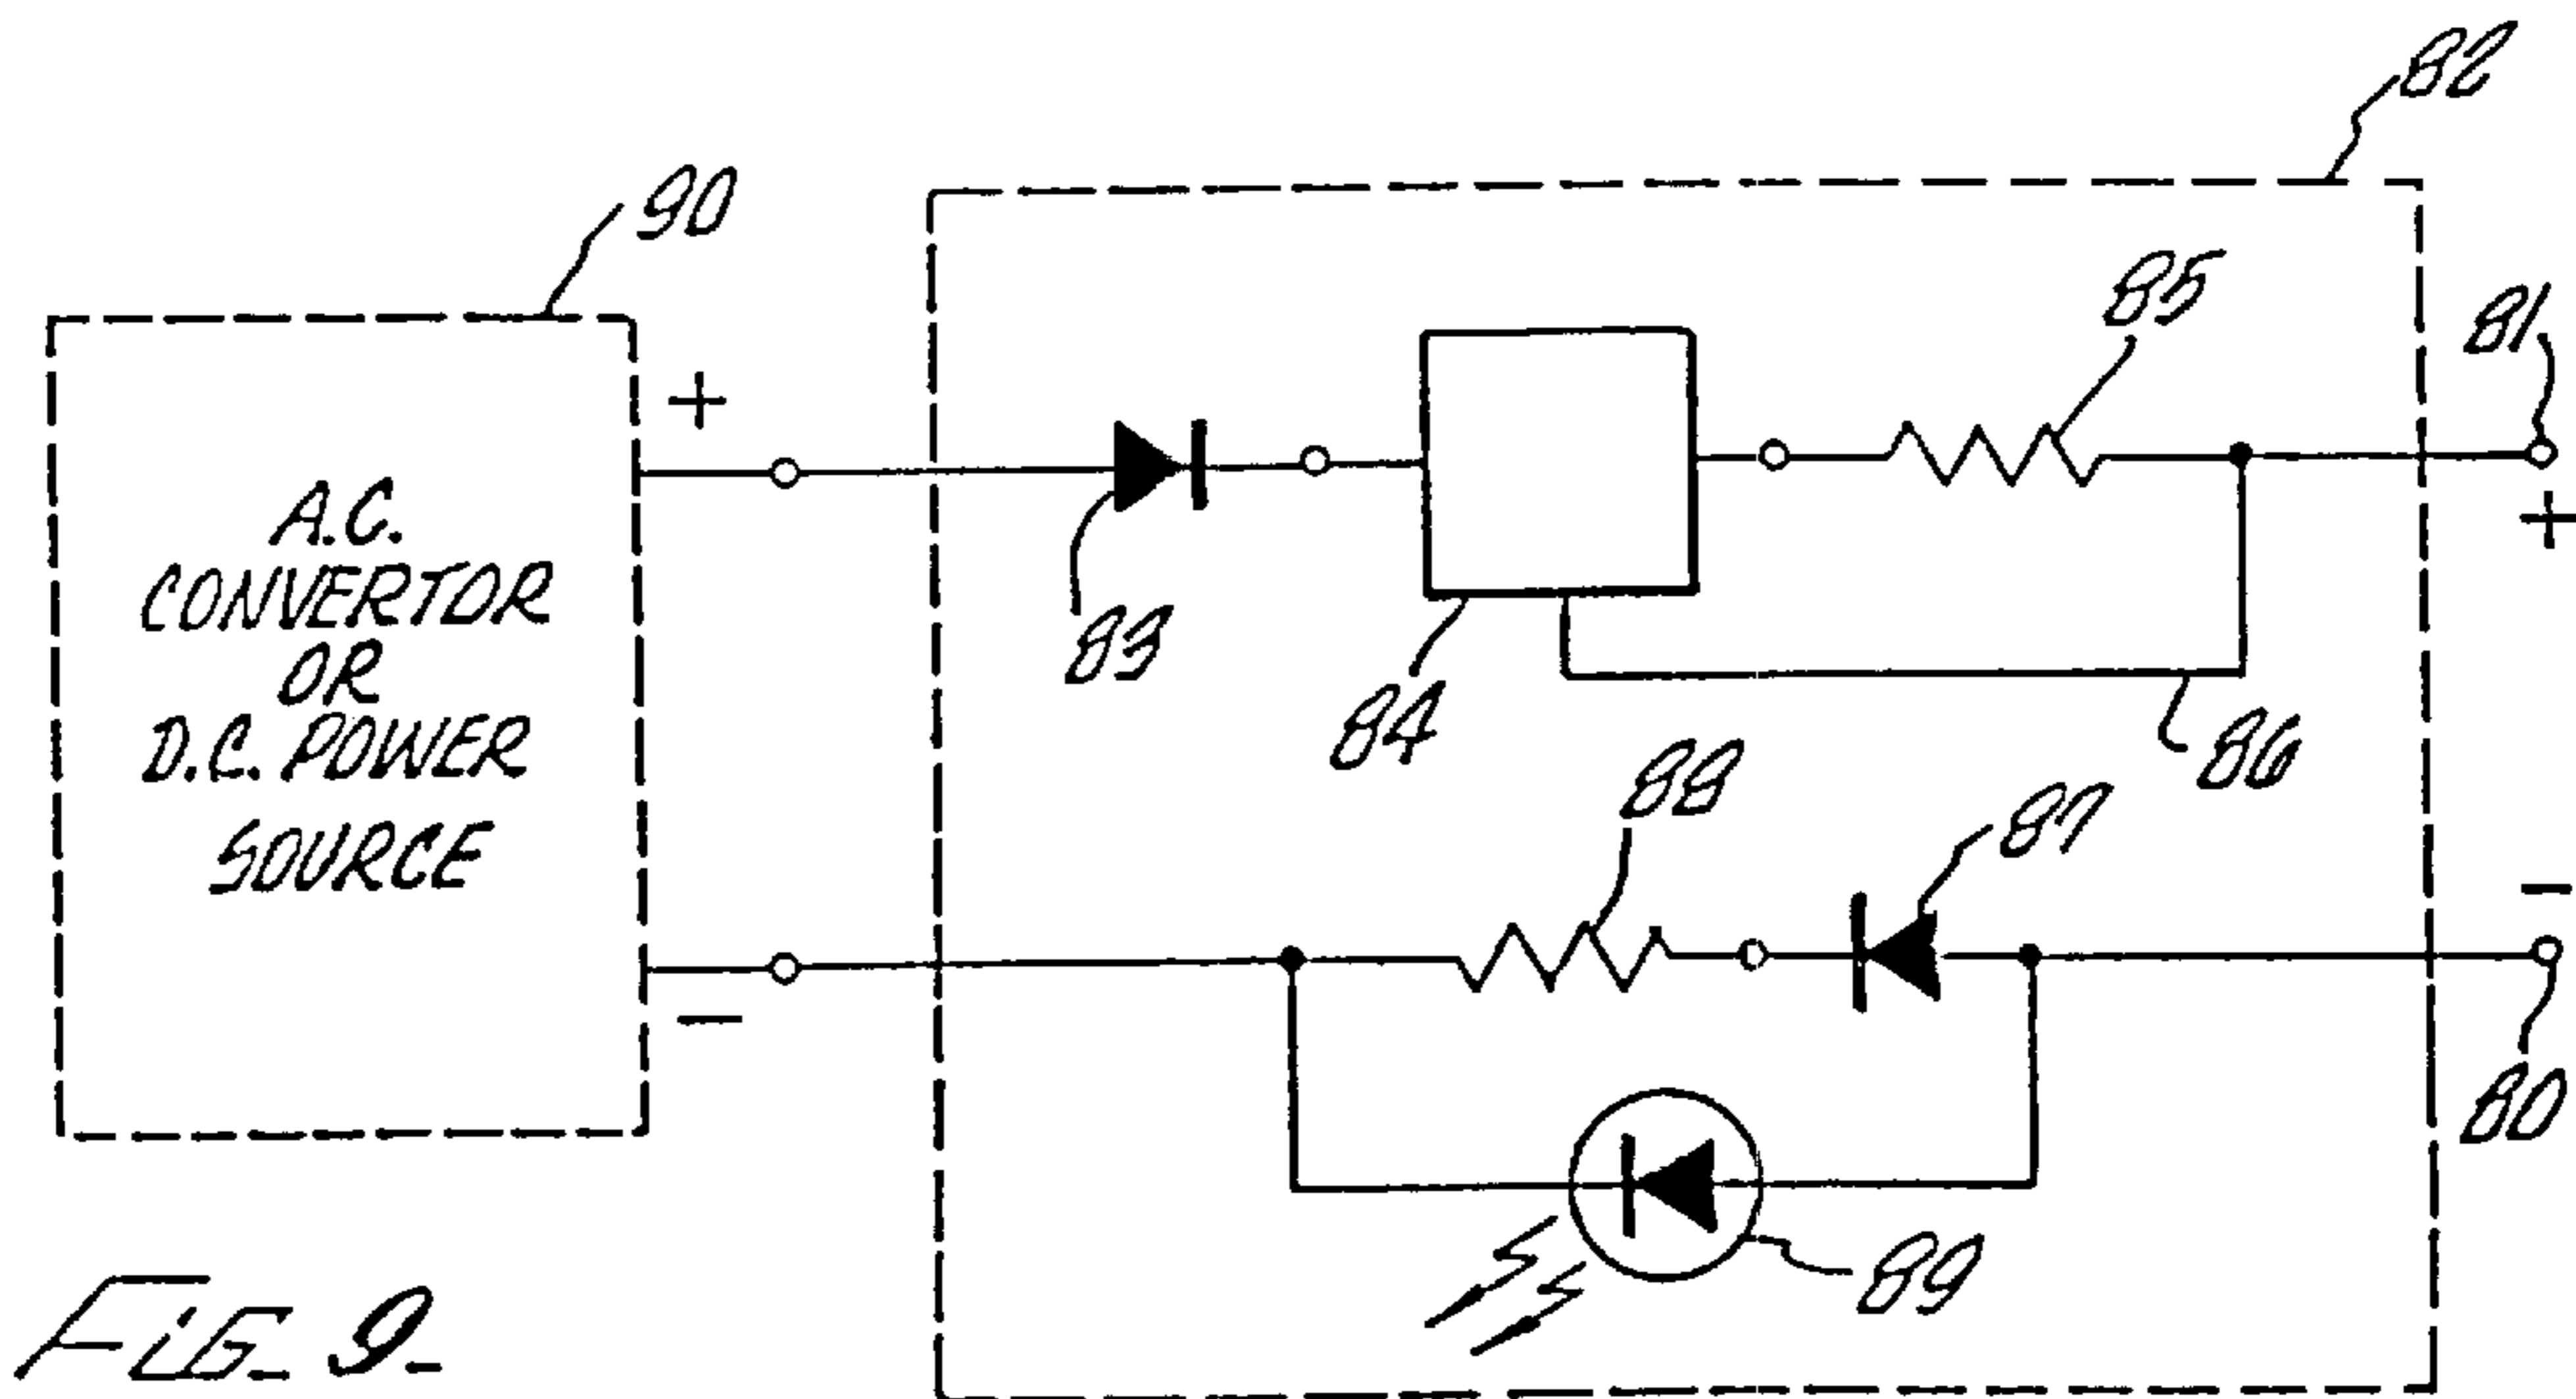 82
90
85
81
+
+
A.C.
CONVERTOR
OR
D.C. POWER
SOURCE
83
84
86
88
87
−
−
80
89
FIG. 9.